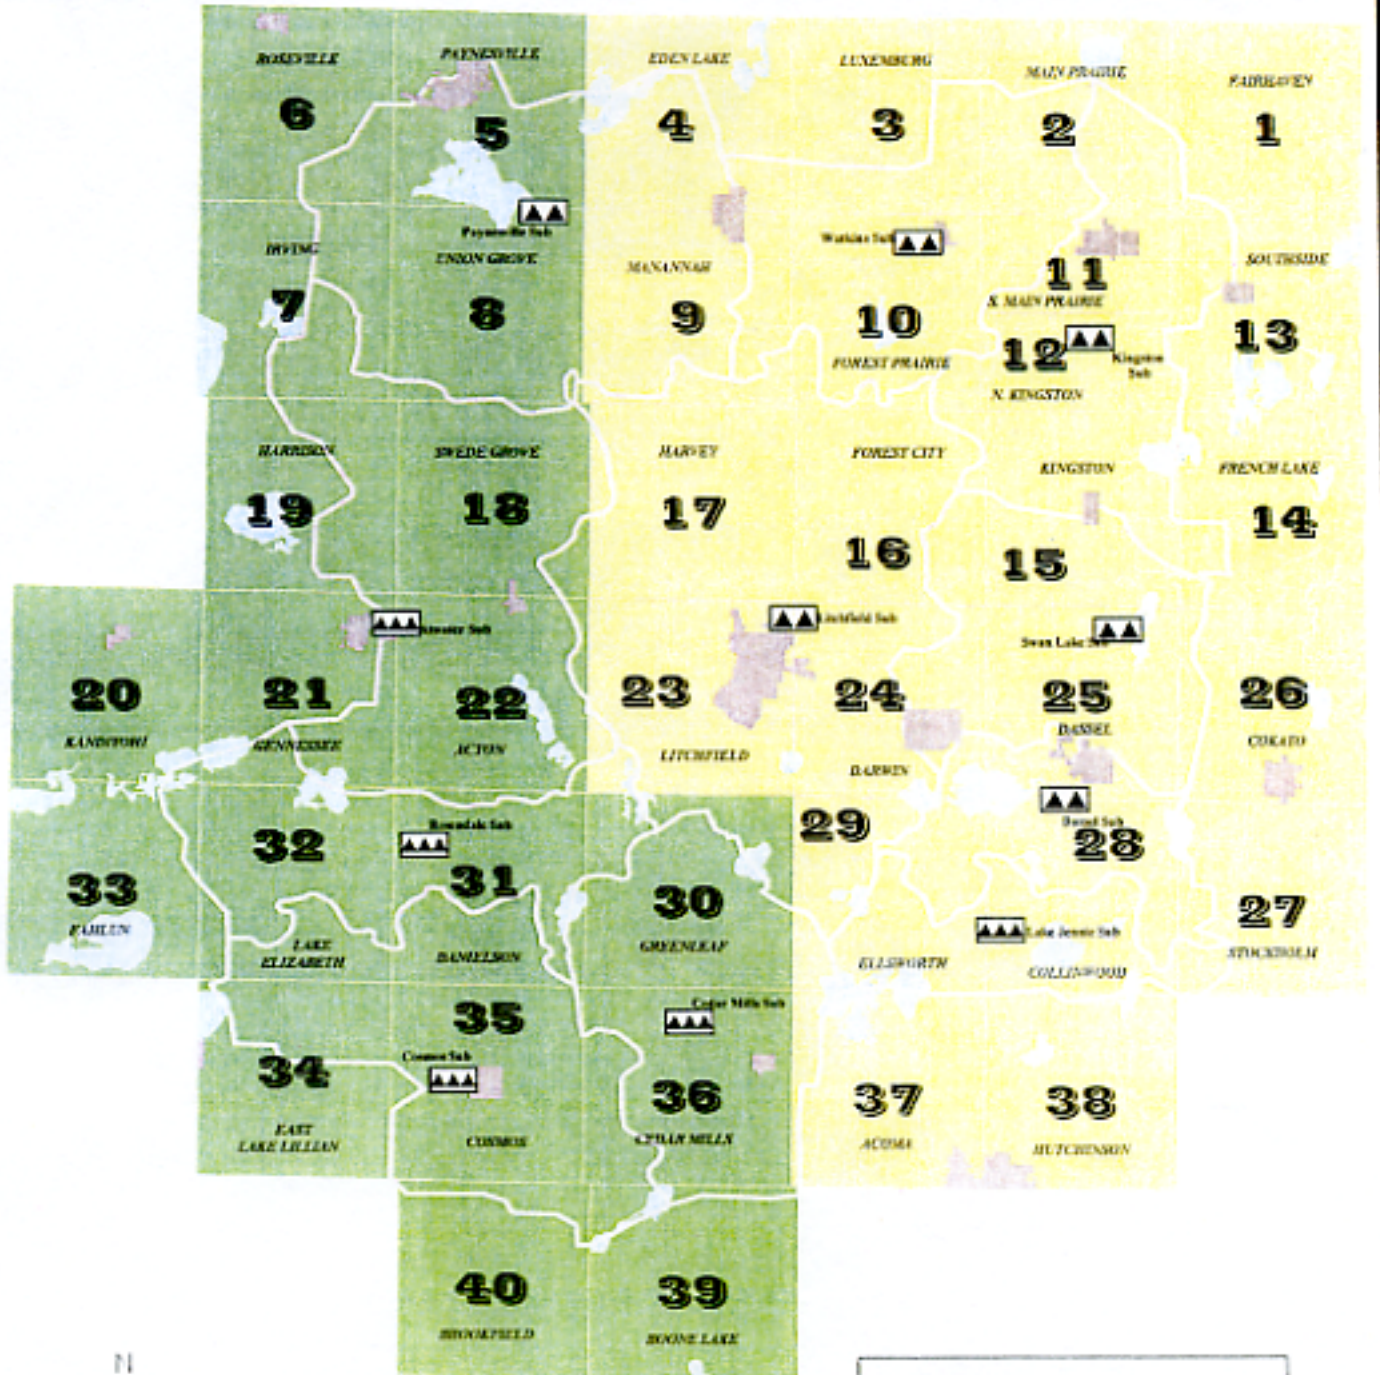 ROSEVILLE
PAYNESVILLE
EDEN LAKE
LUXEMBURG
MAIN PRAIRIE
FAIRHAVEN
6
5
4
3
2
1
Paynesville Sub
Watkins Sub
IRVING
UNION GROVE
MANANNAH
11
SOUTHSIDE
S. MAIN PRAIRIE
7
8
9
10
12
13
FOREST PRAIRIE
Kingston
Sub
N. KINGSTON
HARRISON
SWEDE GROVE
HARVEY
FOREST CITY
KINGSTON
FRENCH LAKE
19
18
17
16
15
14
Atwater Sub
Litchfield Sub
Swan Lake Sub
20
21
22
23
24
25
26
KANDIYOHI
GENNESSEE
ACTON
LITCHFIELD
DARWIN
DASSEL
COKATO
Rosendale Sub
29
Dassel Sub
32
31
28
33
30
27
FAHLUN
LAKE
ELIZABETH
DANIELSON
GREENLEAF
Lake Jennie Sub
ELLSWORTH
COLLINWOOD
STOCKHOLM
Cedar Mills Sub
35
Cosmos Sub
34
36
37
38
EAST
LAKE LILLIAN
COSMOS
CEDAR MILLS
ACOMA
HUTCHINSON
40
39
BROOKFIELD
BOONE LAKE
N